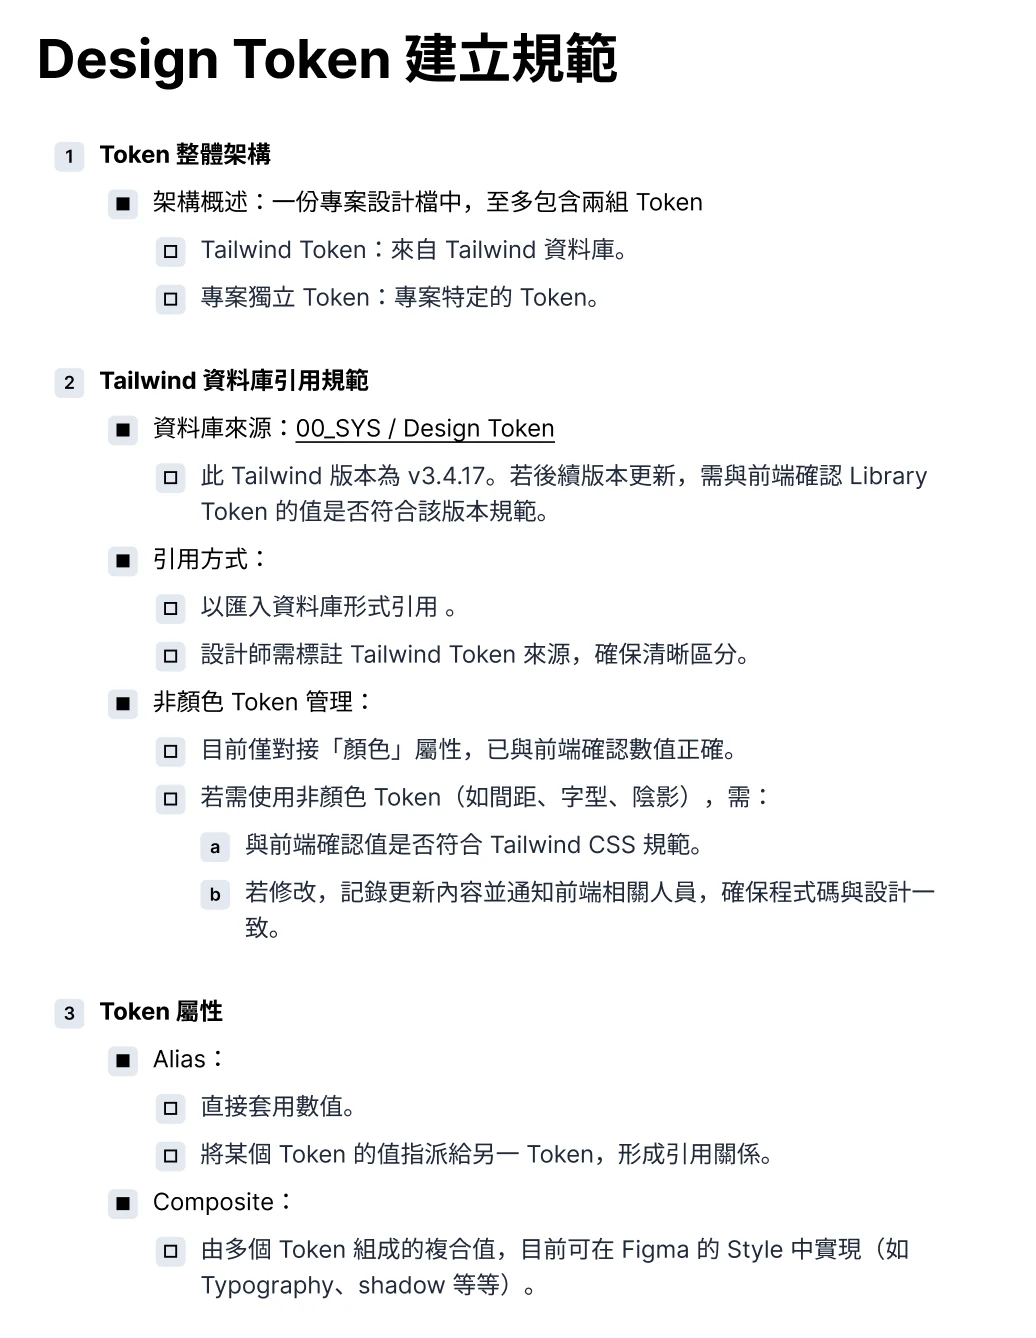 Design Token 建立規範
1 Token 整體架構
■ 架構概述：一份專案設計檔中，至多包含兩組 Token
□ Tailwind Token：來自 Tailwind 資料庫。
□ 專案獨立 Token：專案特定的 Token。
2 Tailwind 資料庫引用規範
■ 資料庫來源：00_SYS / Design Token
□ 此 Tailwind 版本為 v3.4.17。若後續版本更新，需與前端確認 Library
Token 的值是否符合該版本規範。
■ 引用方式：
□ 以匯入資料庫形式引用 。
□ 設計師需標註 Tailwind Token 來源，確保清晰區分。
■ 非顏色 Token 管理：
□ 目前僅對接「顏色」屬性，已與前端確認數值正確。
□ 若需使用非顏色 Token（如間距、字型、陰影），需：
a 與前端確認值是否符合 Tailwind CSS 規範。
b 若修改，記錄更新內容並通知前端相關人員，確保程式碼與設計一
致。
3 Token 屬性
■ Alias：
□ 直接套用數值。
□ 將某個 Token 的值指派給另一 Token，形成引用關係。
■ Composite：
□ 由多個 Token 組成的複合值，目前可在 Figma 的 Style 中實現（如
Typography、shadow 等等）。